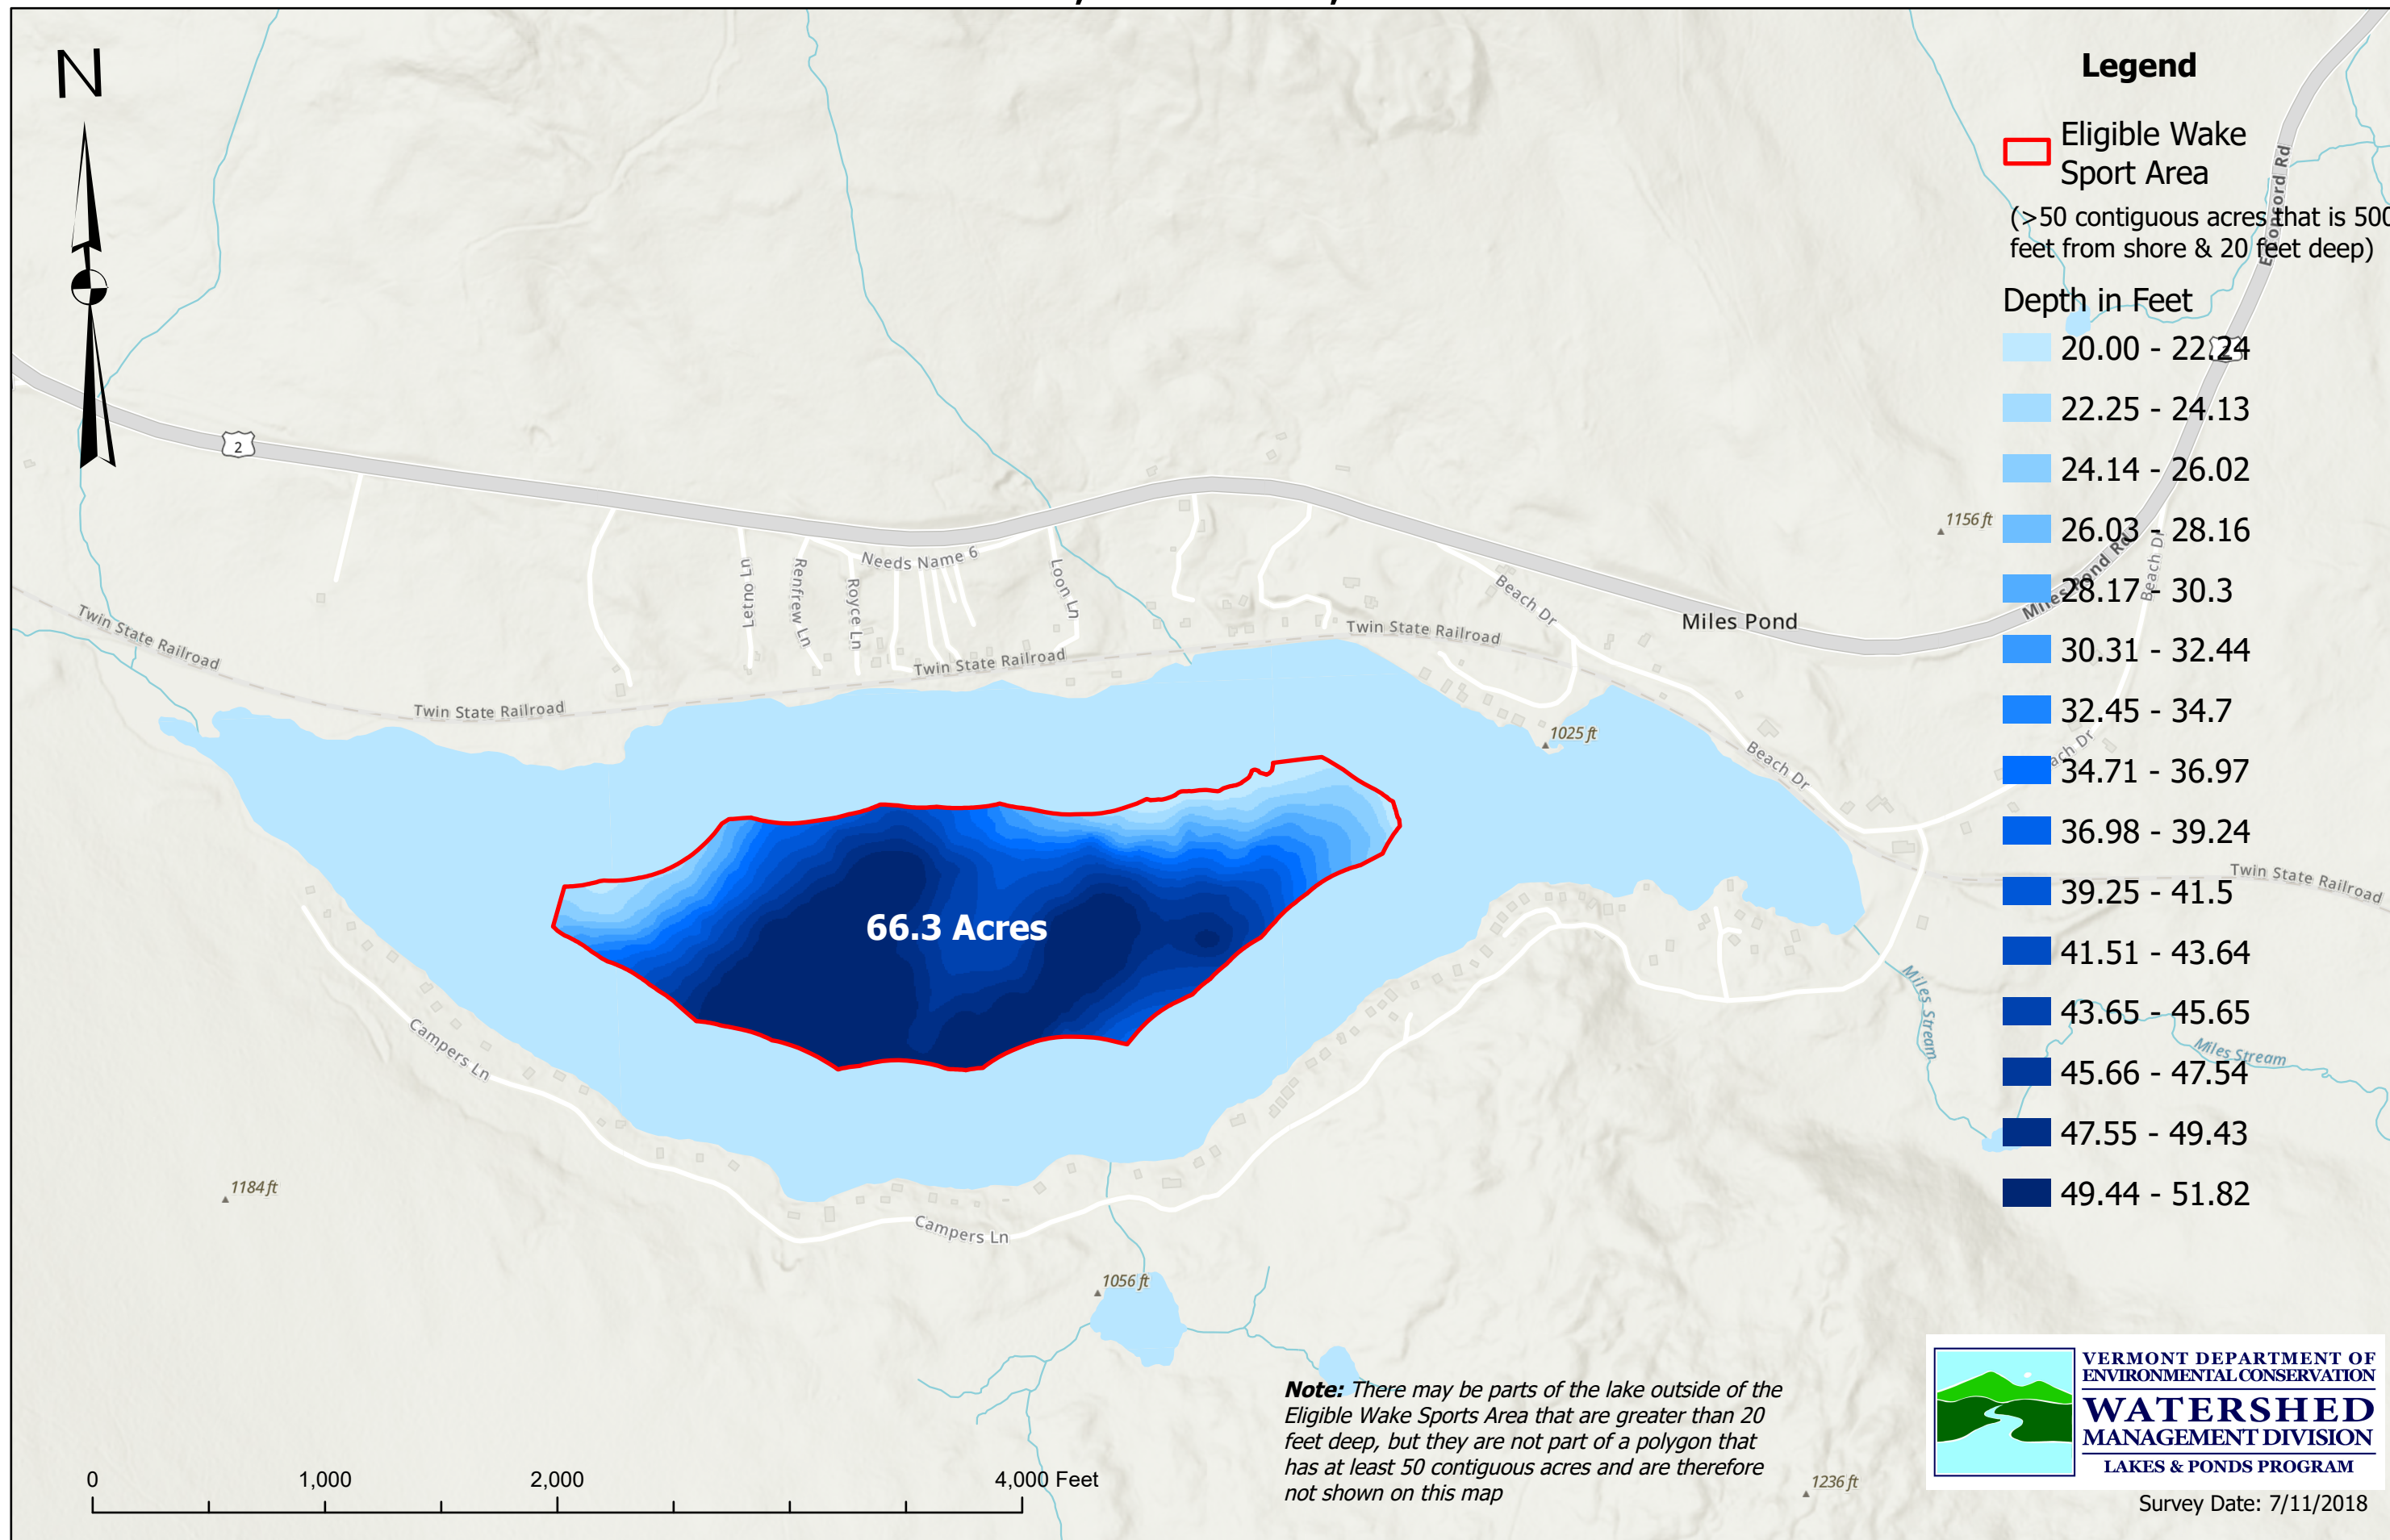 N
Legend
Eligible Wake
Sport Area
(>50 contiguous acres that is 500
feet from shore & 20 feet deep)
Depth in Feet
20.00 - 22.24
22.25 - 24.13
24.14 - 26.02
26.03 - 28.16
28.17 - 30.3
30.31 - 32.44
32.45 - 34.7
34.71 - 36.97
36.98 - 39.24
39.25 - 41.5
41.51 - 43.64
43.65 - 45.65
45.66 - 47.54
47.55 - 49.43
49.44 - 51.82
2
Rd
2
1156 ft
Needs Name 6
Letno Ln
Renfrew Ln
Royce Ln
Loon Ln
Beach Dr
Miles Pond
Miles Pond Rd
Beach Dr
Twin State Railroad
Twin State Railroad
Twin State Railroad
Twin State Railroad
1025 ft
Beach Dr
ach Dr
Twin State Railroad
66.3 Acres
Miles Stream
Miles Stream
Campers Ln
1184 ft
Campers Ln
1056 ft
Note: There may be parts of the lake outside of the
Eligible Wake Sports Area that are greater than 20
feet deep, but they are not part of a polygon that
has at least 50 contiguous acres and are therefore
not shown on this map
1236 ft
0 1,000 2,000 4,000 Feet
VERMONT DEPARTMENT OF
ENVIRONMENTAL CONSERVATION
WATERSHED
MANAGEMENT DIVISION
LAKES & PONDS PROGRAM
Survey Date: 7/11/2018